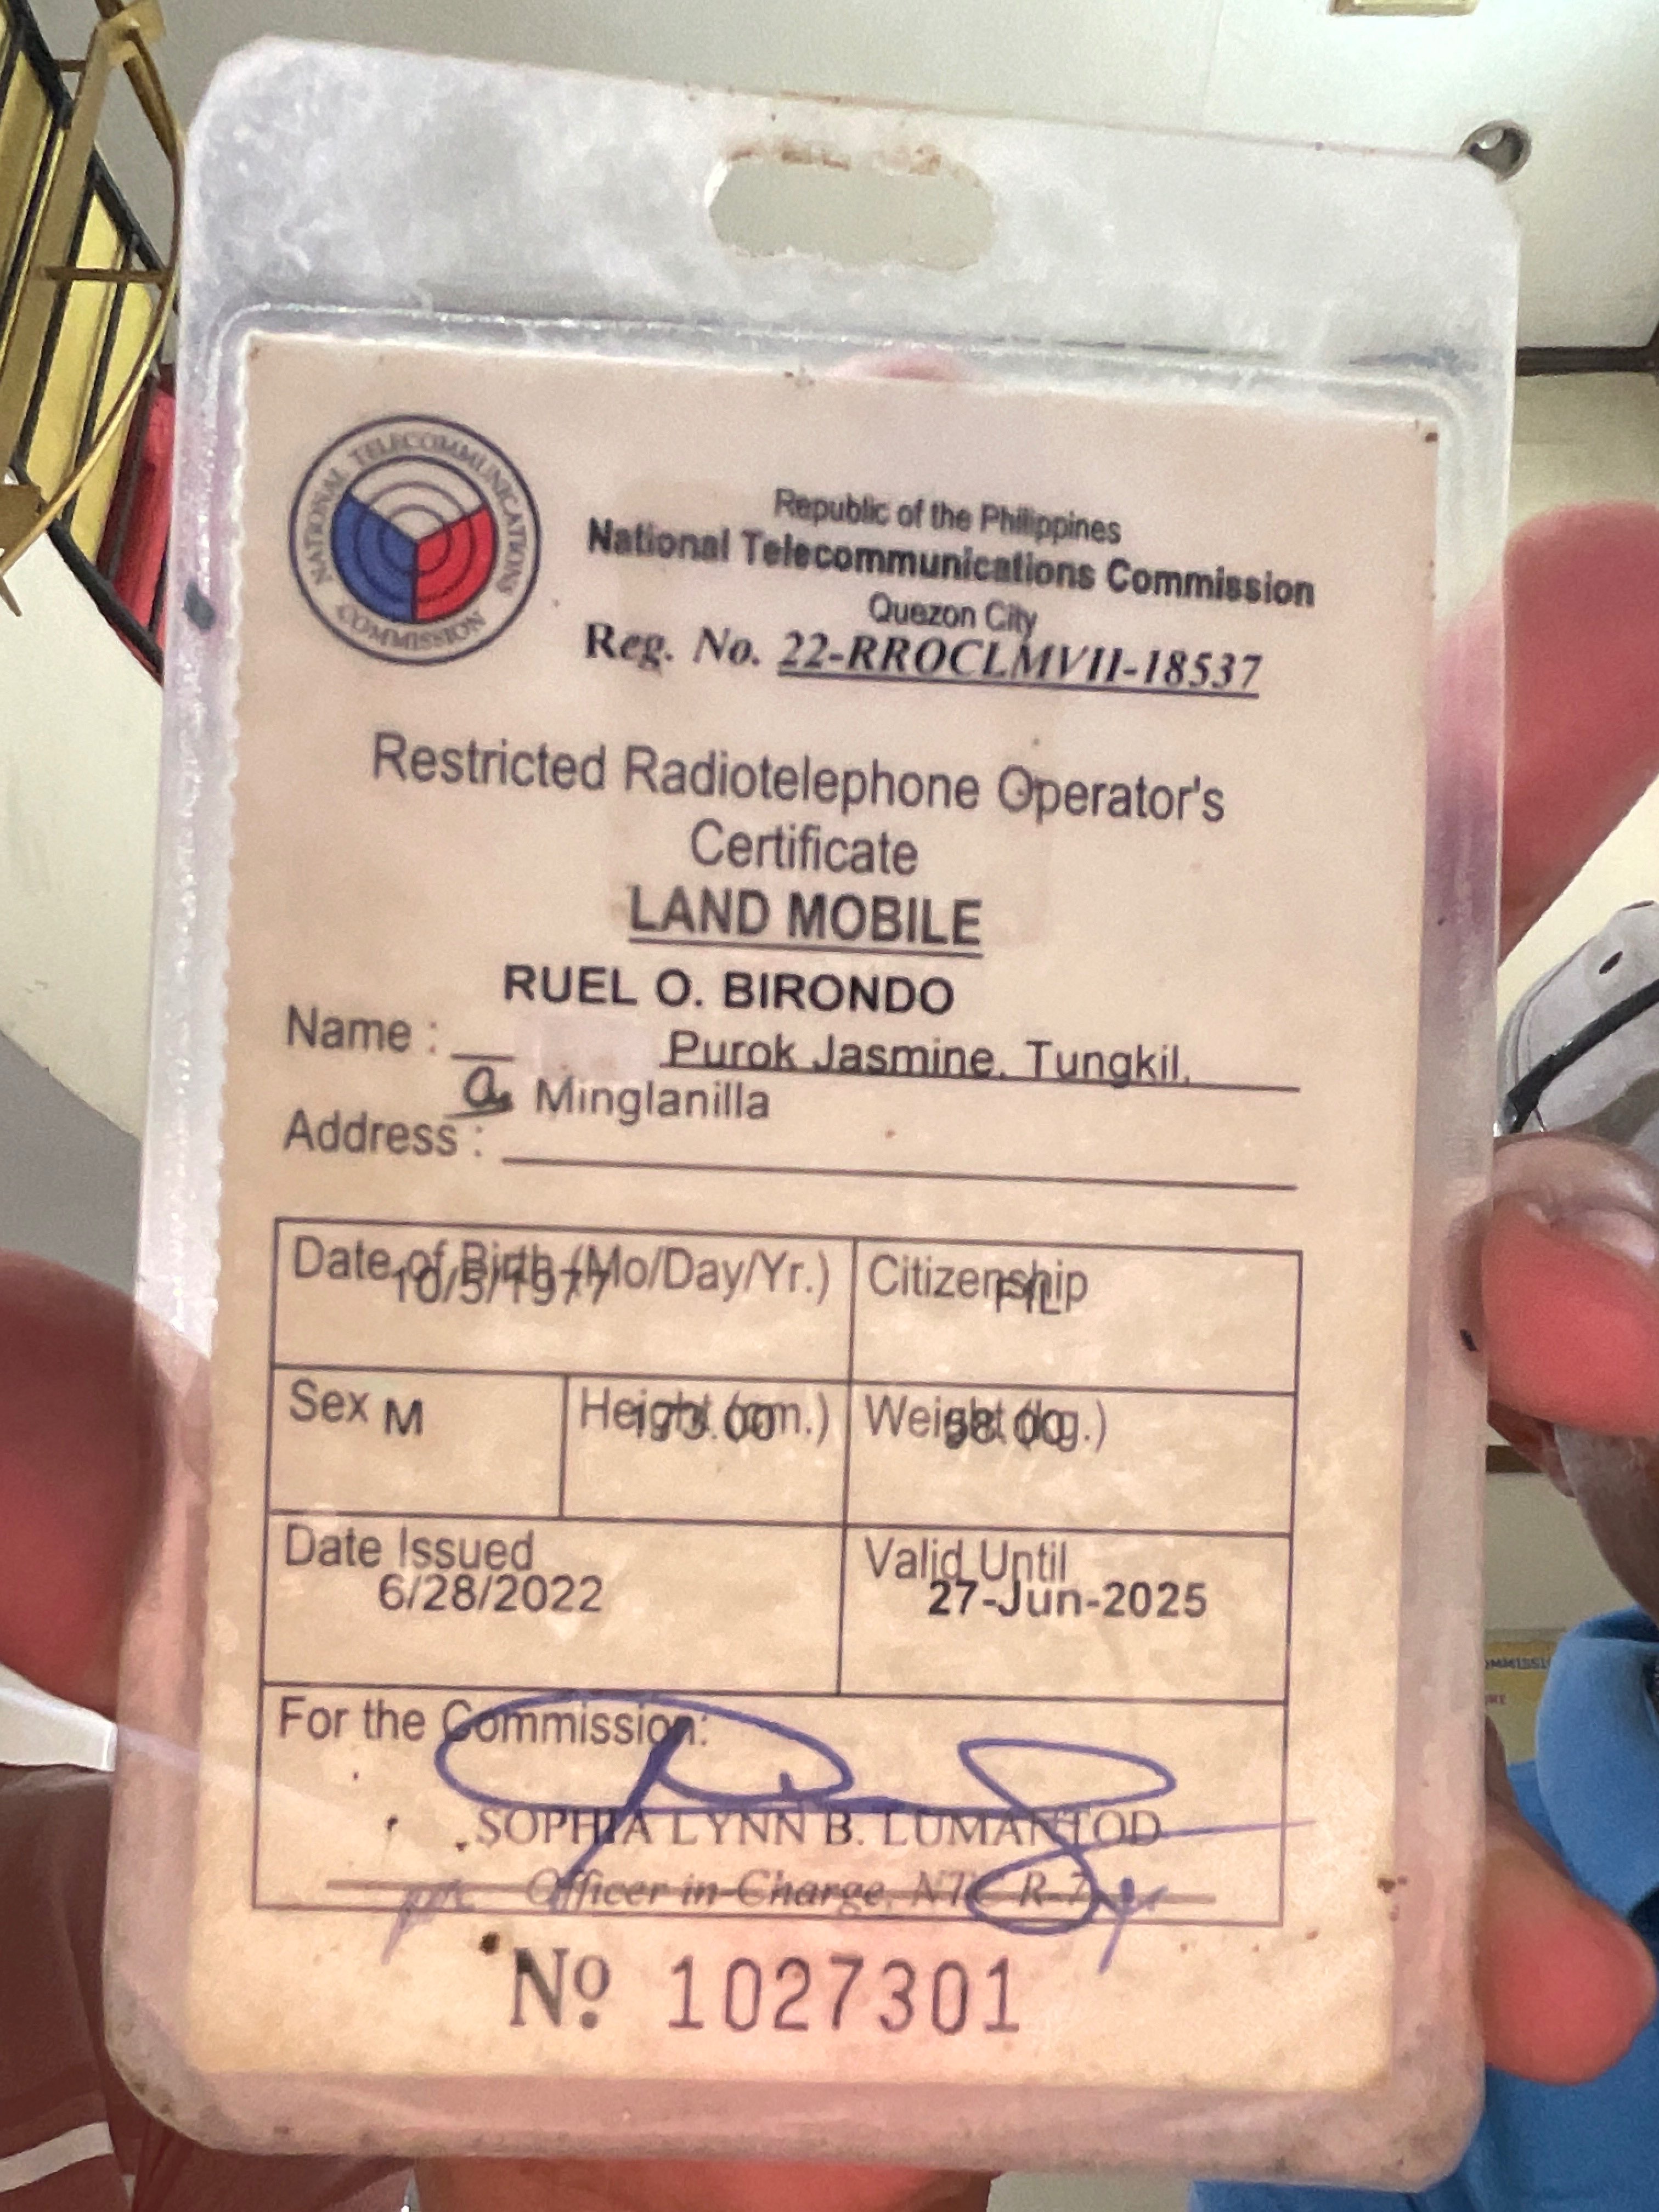 NATIONAL TELECOMMUNICATIONS COMMISSION
Republic of the Philippines
National Telecommunications Commission
Quezon City
Reg. No. 22-RROCLMVII-18537
Restricted Radiotelephone Operator's
Certificate
LAND MOBILE
RUEL O. BIRONDO
Name :
Purok Jasmine, Tungkil,
Minglanilla
Address :
Date of Birth (Mo/Day/Yr.)
10/5/1977
Citizenship
FIL
Sex M
Height (cm.)
173.00
Weight (kg.)
58.00
Date Issued
6/28/2022
Valid Until
27-Jun-2025
For the Commission:
SOPHIA LYNN B. LUMANTOD
Officer in-Charge, NTC R-7
Nº 1027301